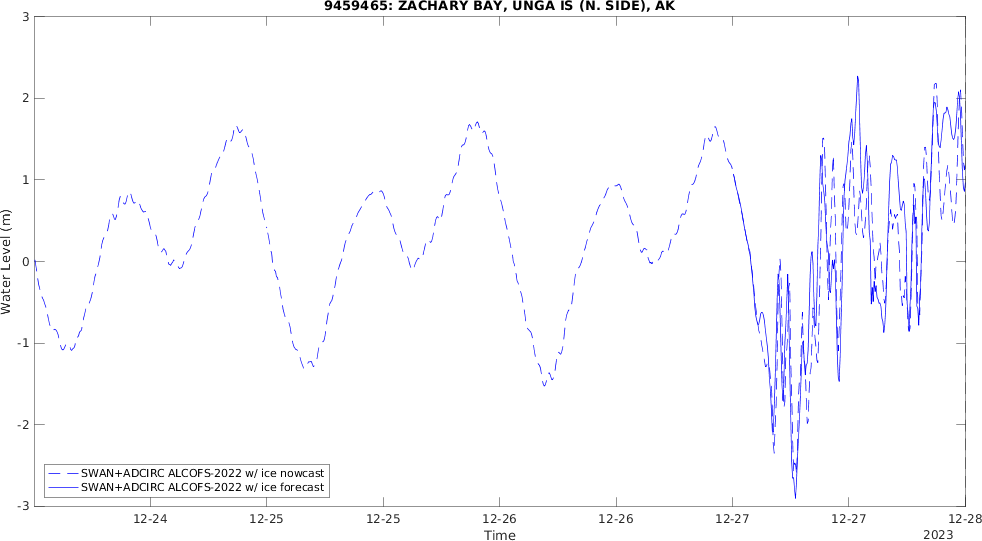 9459465: ZACHARY BAY, UNGA IS (N. SIDE), AK
3
2
1
0
-1
-2
-3
Water Level (m)
SWAN+ADCIRC ALCOFS-2022 w/ ice nowcast
SWAN+ADCIRC ALCOFS-2022 w/ ice forecast
12-24 12-25 12-25 12-26 12-26 12-27 12-27 12-28
Time
2023